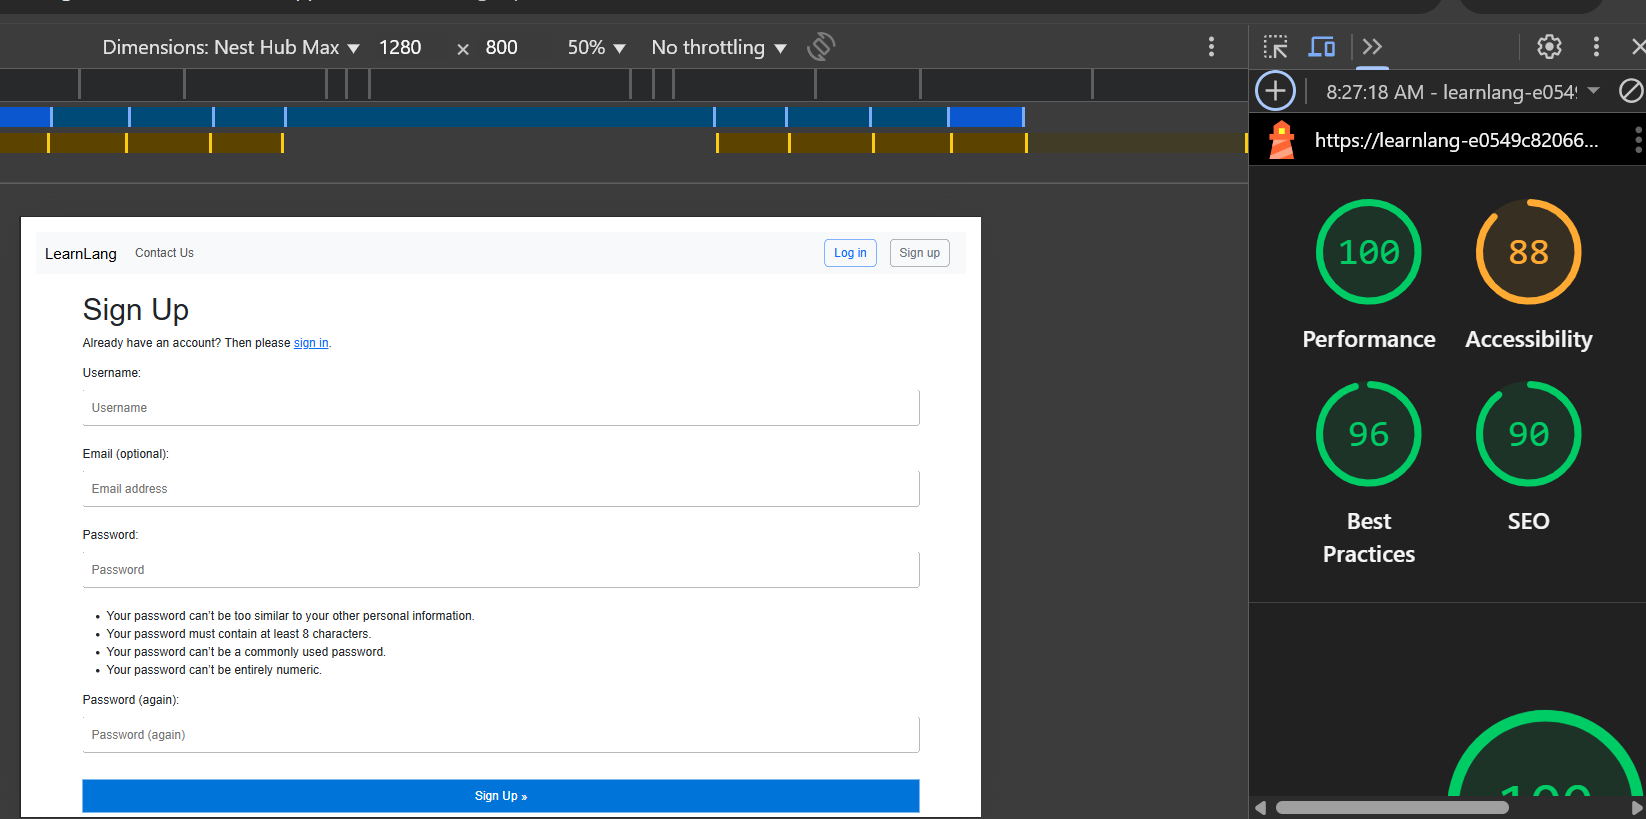 Dimensions: Nest Hub Max ▼ 1280 × 800 50% ▼ No throttling ▼
8:27:18 AM - learnlang-e054
https://learnlang-e0549c82066...
LearnLang Contact Us Log in Sign up
Sign Up
Already have an account? Then please sign in.
Username:
Username
Email (optional):
Email address
Password:
Password
• Your password can't be too similar to your other personal information.
• Your password must contain at least 8 characters.
• Your password can't be a commonly used password.
• Your password can't be entirely numeric.
Password (again):
Password (again)
Sign Up »
100
Performance
88
Accessibility
96
Best
Practices
90
SEO
100